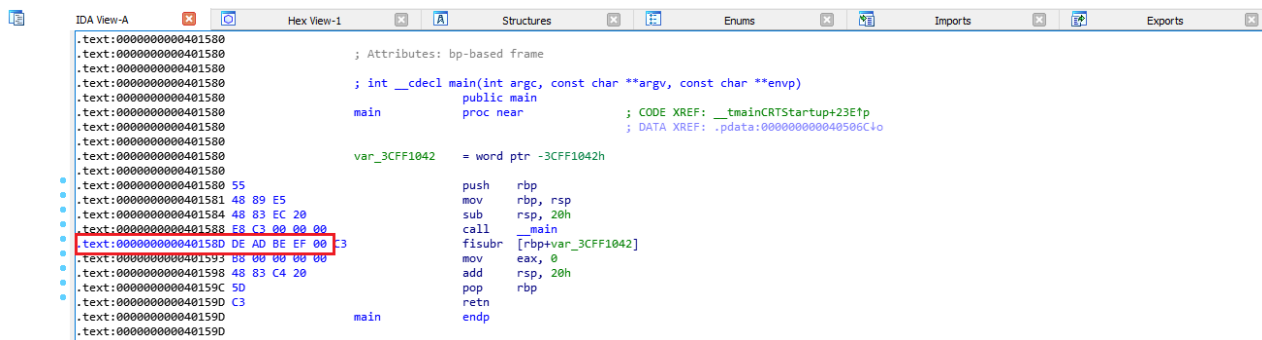 IDA View-A Hex View-1 Structures Enums Imports Exports
.text:0000000000401580
.text:0000000000401580 ; Attributes: bp-based frame
.text:0000000000401580
.text:0000000000401580 ; int __cdecl main(int argc, const char **argv, const char **envp)
.text:0000000000401580 public main
.text:0000000000401580 main proc near ; CODE XREF: __tmainCRTStartup+23E↑p
.text:0000000000401580 ; DATA XREF: .pdata:000000000040506C↓o
.text:0000000000401580
.text:0000000000401580 var_3CFF1042 = word ptr -3CFF1042h
.text:0000000000401580
.text:0000000000401580 55 push rbp
.text:0000000000401581 48 89 E5 mov rbp, rsp
.text:0000000000401584 48 83 EC 20 sub rsp, 20h
.text:0000000000401588 E8 C3 00 00 00 call __main
.text:000000000040158D DE AD BE EF 00 C3 fisubr [rbp+var_3CFF1042]
.text:0000000000401593 B8 00 00 00 00 mov eax, 0
.text:0000000000401598 48 83 C4 20 add rsp, 20h
.text:000000000040159C 5D pop rbp
.text:000000000040159D C3 retn
.text:000000000040159D main endp
.text:000000000040159D